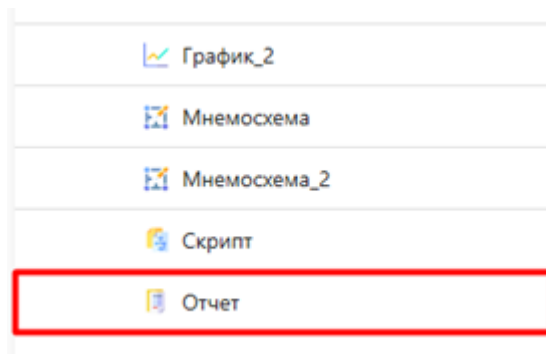 График_2
Мнемосхема
Мнемосхема_2
Скрипт
Отчет